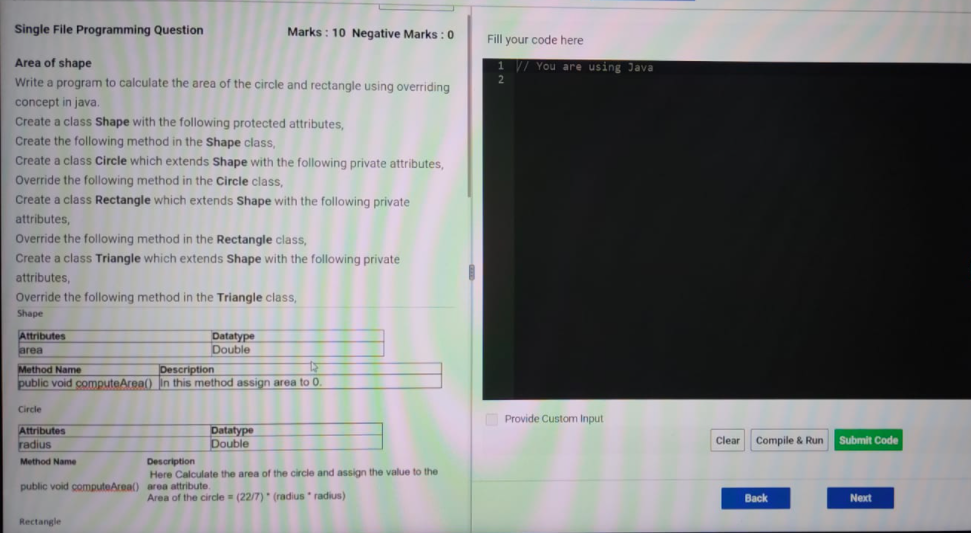 Single File Programming Question
Marks : 10 Negative Marks : 0
Area of shape
Write a program to calculate the area of the circle and rectangle using overriding
concept in java.
Create a class Shape with the following protected attributes,
Create the following method in the Shape class,
Create a class Circle which extends Shape with the following private attributes,
Override the following method in the Circle class,
Create a class Rectangle which extends Shape with the following private
attributes,
Override the following method in the Rectangle class,
Create a class Triangle which extends Shape with the following private
attributes,
Override the following method in the Triangle class,
Shape
Attributes Datatype
area Double
Method Name Description
public void computeArea() In this method assign area to 0.
Circle
Attributes Datatype
radius Double
Method Name Description
Here Calculate the area of the circle and assign the value to the
public void computeArea() area attribute.
Area of the circle = (22/7) * (radius * radius)
Rectangle
Fill your code here
1 // You are using Java
2
Provide Custom Input
Clear Compile & Run Submit Code
Back Next